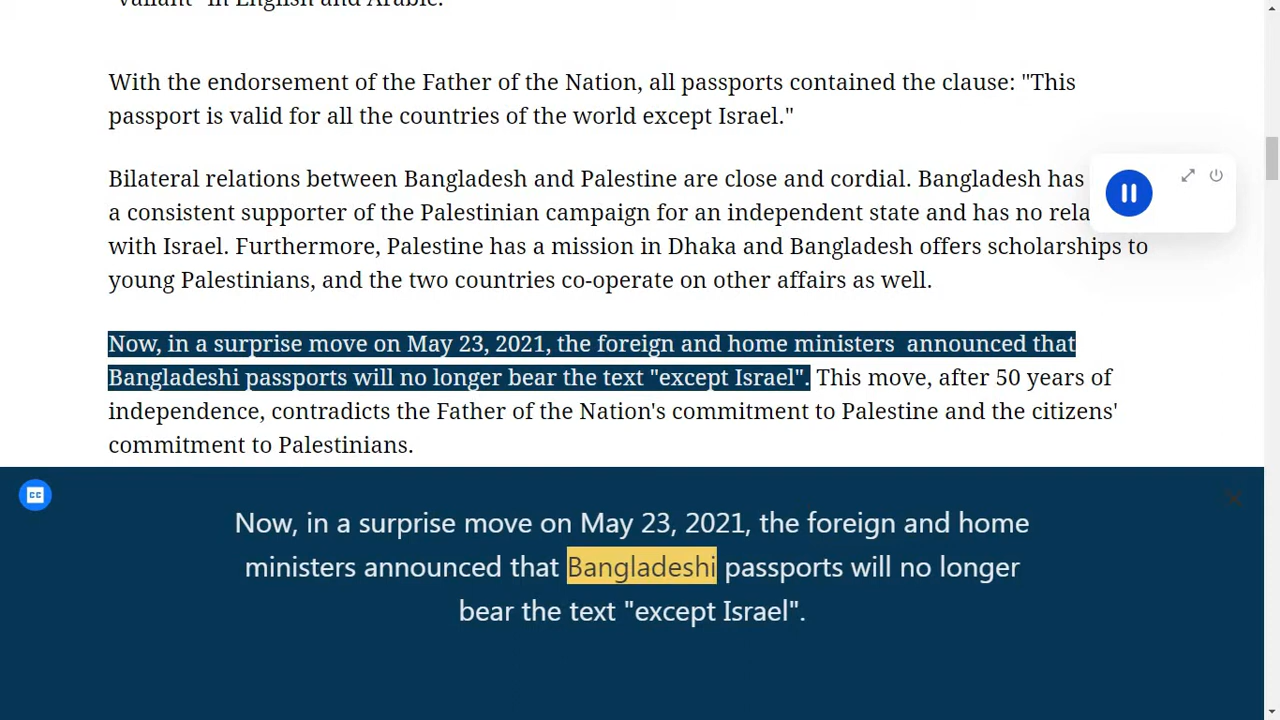 "valiant" in English and Arabic.
With the endorsement of the Father of the Nation, all passports contained the clause: "This
passport is valid for all the countries of the world except Israel."
Bilateral relations between Bangladesh and Palestine are close and cordial. Bangladesh has
a consistent supporter of the Palestinian campaign for an independent state and has no
with Israel. Furthermore, Palestine has a mission in Dhaka and Bangladesh offers scholarships to
young Palestinians, and the two countries co-operate on other affairs as well.
Now, in a surprise move on May 23, 2021, the foreign and home ministers  announced that
Bangladeshi passports will no longer bear the text "except Israel". This move, after 50 years of
independence, contradicts the Father of the Nation's commitment to Palestine and the citizens'
commitment to Palestinians.
CC
Now, in a surprise move on May 23, 2021, the foreign and home
ministers announced that Bangladeshi passports will no longer
bear the text "except Israel".